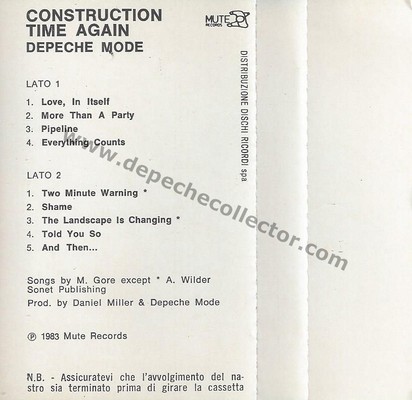 CONSTRUCTION
TIME AGAIN
DEPECHE MODE
MUTE
RECORDS
DISTRIBUZIONE DISCHI RICORDI spa
LATO 1
1. Love, In Itself
2. More Than A Party
3. Pipeline
4. Everything Counts
LATO 2
1. Two Minute Warning *
2. Shame
3. The Landscape Is Changing *
4. Told You So
5. And Then...
Songs by M. Gore except * A. Wilder
Sonet Publishing
Prod. by Daniel Miller & Depeche Mode
℗ 1983 Mute Records
N.B. - Assicuratevi che l'avvolgimento del na-
stro sia terminato prima di girare la cassetta
www.depechecollector.com